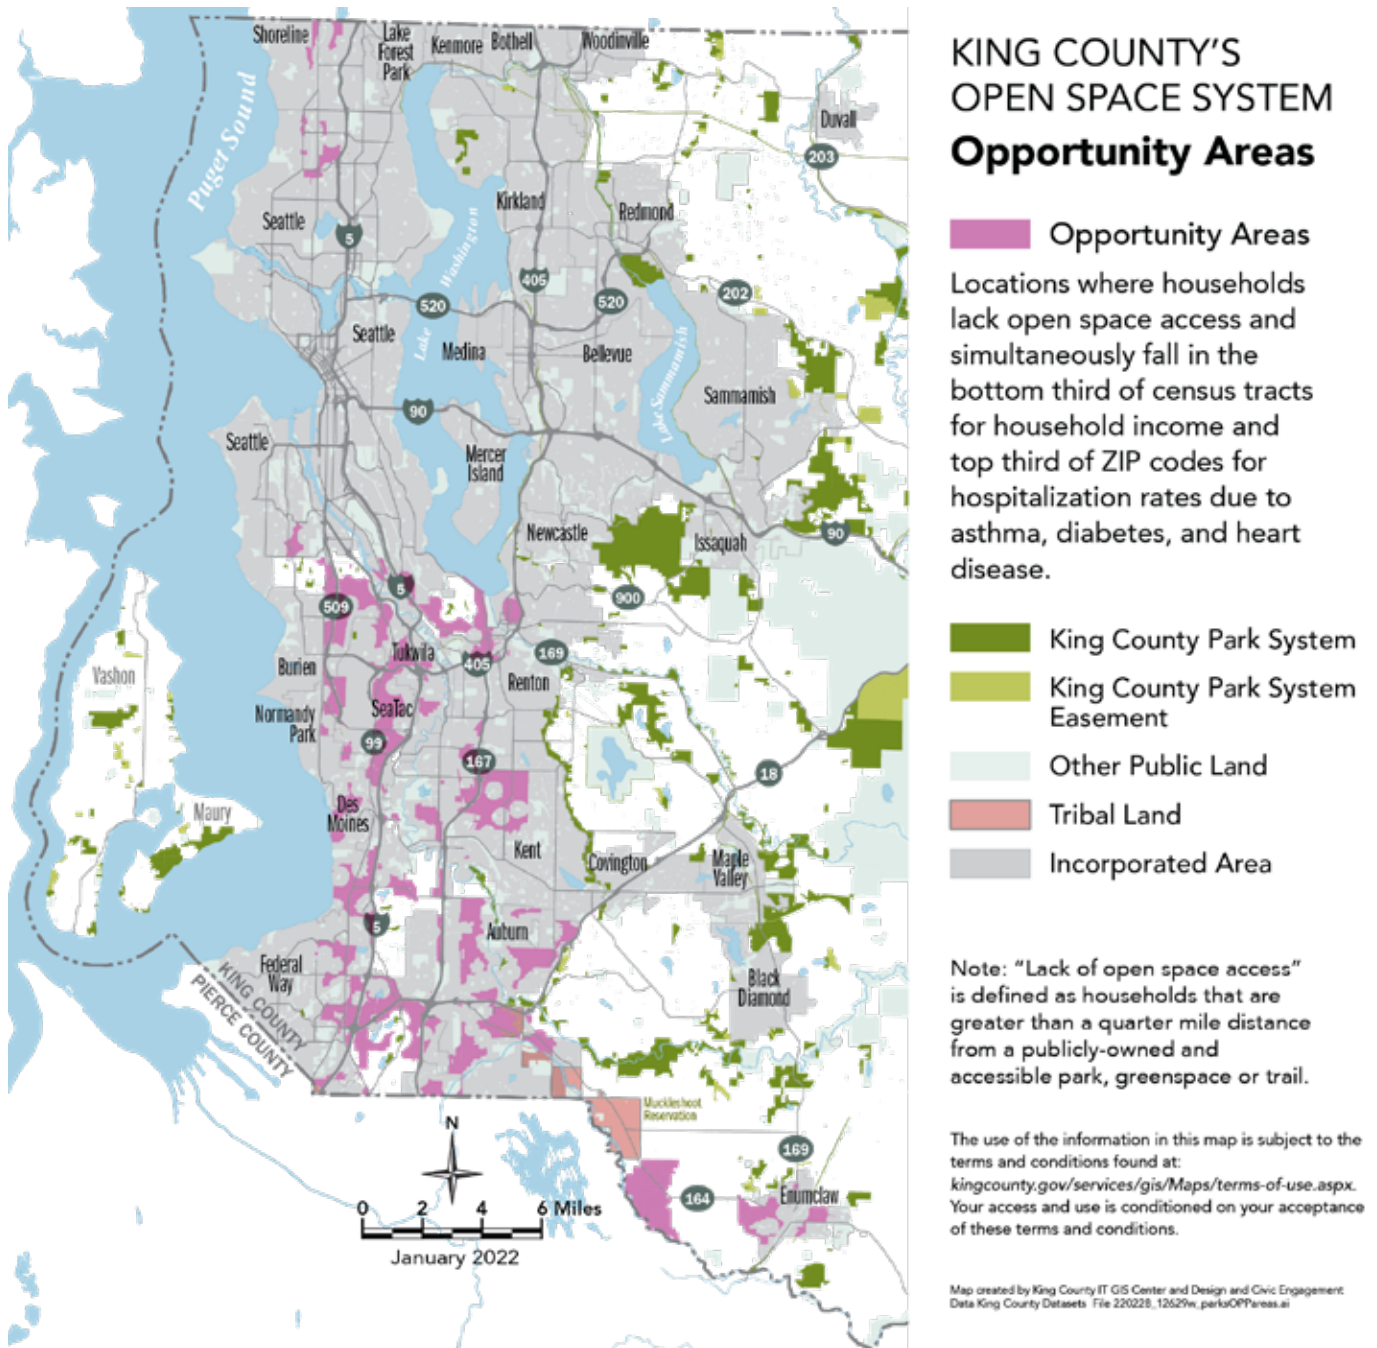 KING COUNTY'S
OPEN SPACE SYSTEM
Opportunity Areas
Opportunity Areas
Locations where households
lack open space access and
simultaneously fall in the
bottom third of census tracts
for household income and
top third of ZIP codes for
hospitalization rates due to
asthma, diabetes, and heart
disease.
King County Park System
King County Park System
Easement
Other Public Land
Tribal Land
Incorporated Area
Note: “Lack of open space access”
is defined as households that are
greater than a quarter mile distance
from a publicly-owned and
accessible park, greenspace or trail.
The use of the information in this map is subject to the
terms and conditions found at:
kingcounty.gov/services/gis/Maps/terms-of-use.aspx.
Your access and use is conditioned on your acceptance
of these terms and conditions.
Map created by King County IT GIS Center and Design and Civic Engagement
Data King County Datasets File 220228_12629w_parksOPPareas.ai
Shoreline
Lake
Forest
Park
Kenmore
Bothell
Woodinville
Duvall
203
Puget Sound
Seattle
5
Kirkland
Redmond
Lake Washington
405
520
520
202
Seattle
Medina
Bellevue
Lake Sammamish
Sammamish
90
Seattle
Mercer
Island
Newcastle
Issaquah
90
5
509
900
Vashon
Burien
Tukwila
405
169
Renton
Normandy
Park
SeaTac
99
167
18
Maury
Des
Moines
Kent
Covington
Maple
Valley
5
Auburn
Federal
Way
KING COUNTY
PIERCE COUNTY
Black
Diamond
Muckleshoot
Reservation
169
164
Enumclaw
N
0 2 4 6 Miles
January 2022